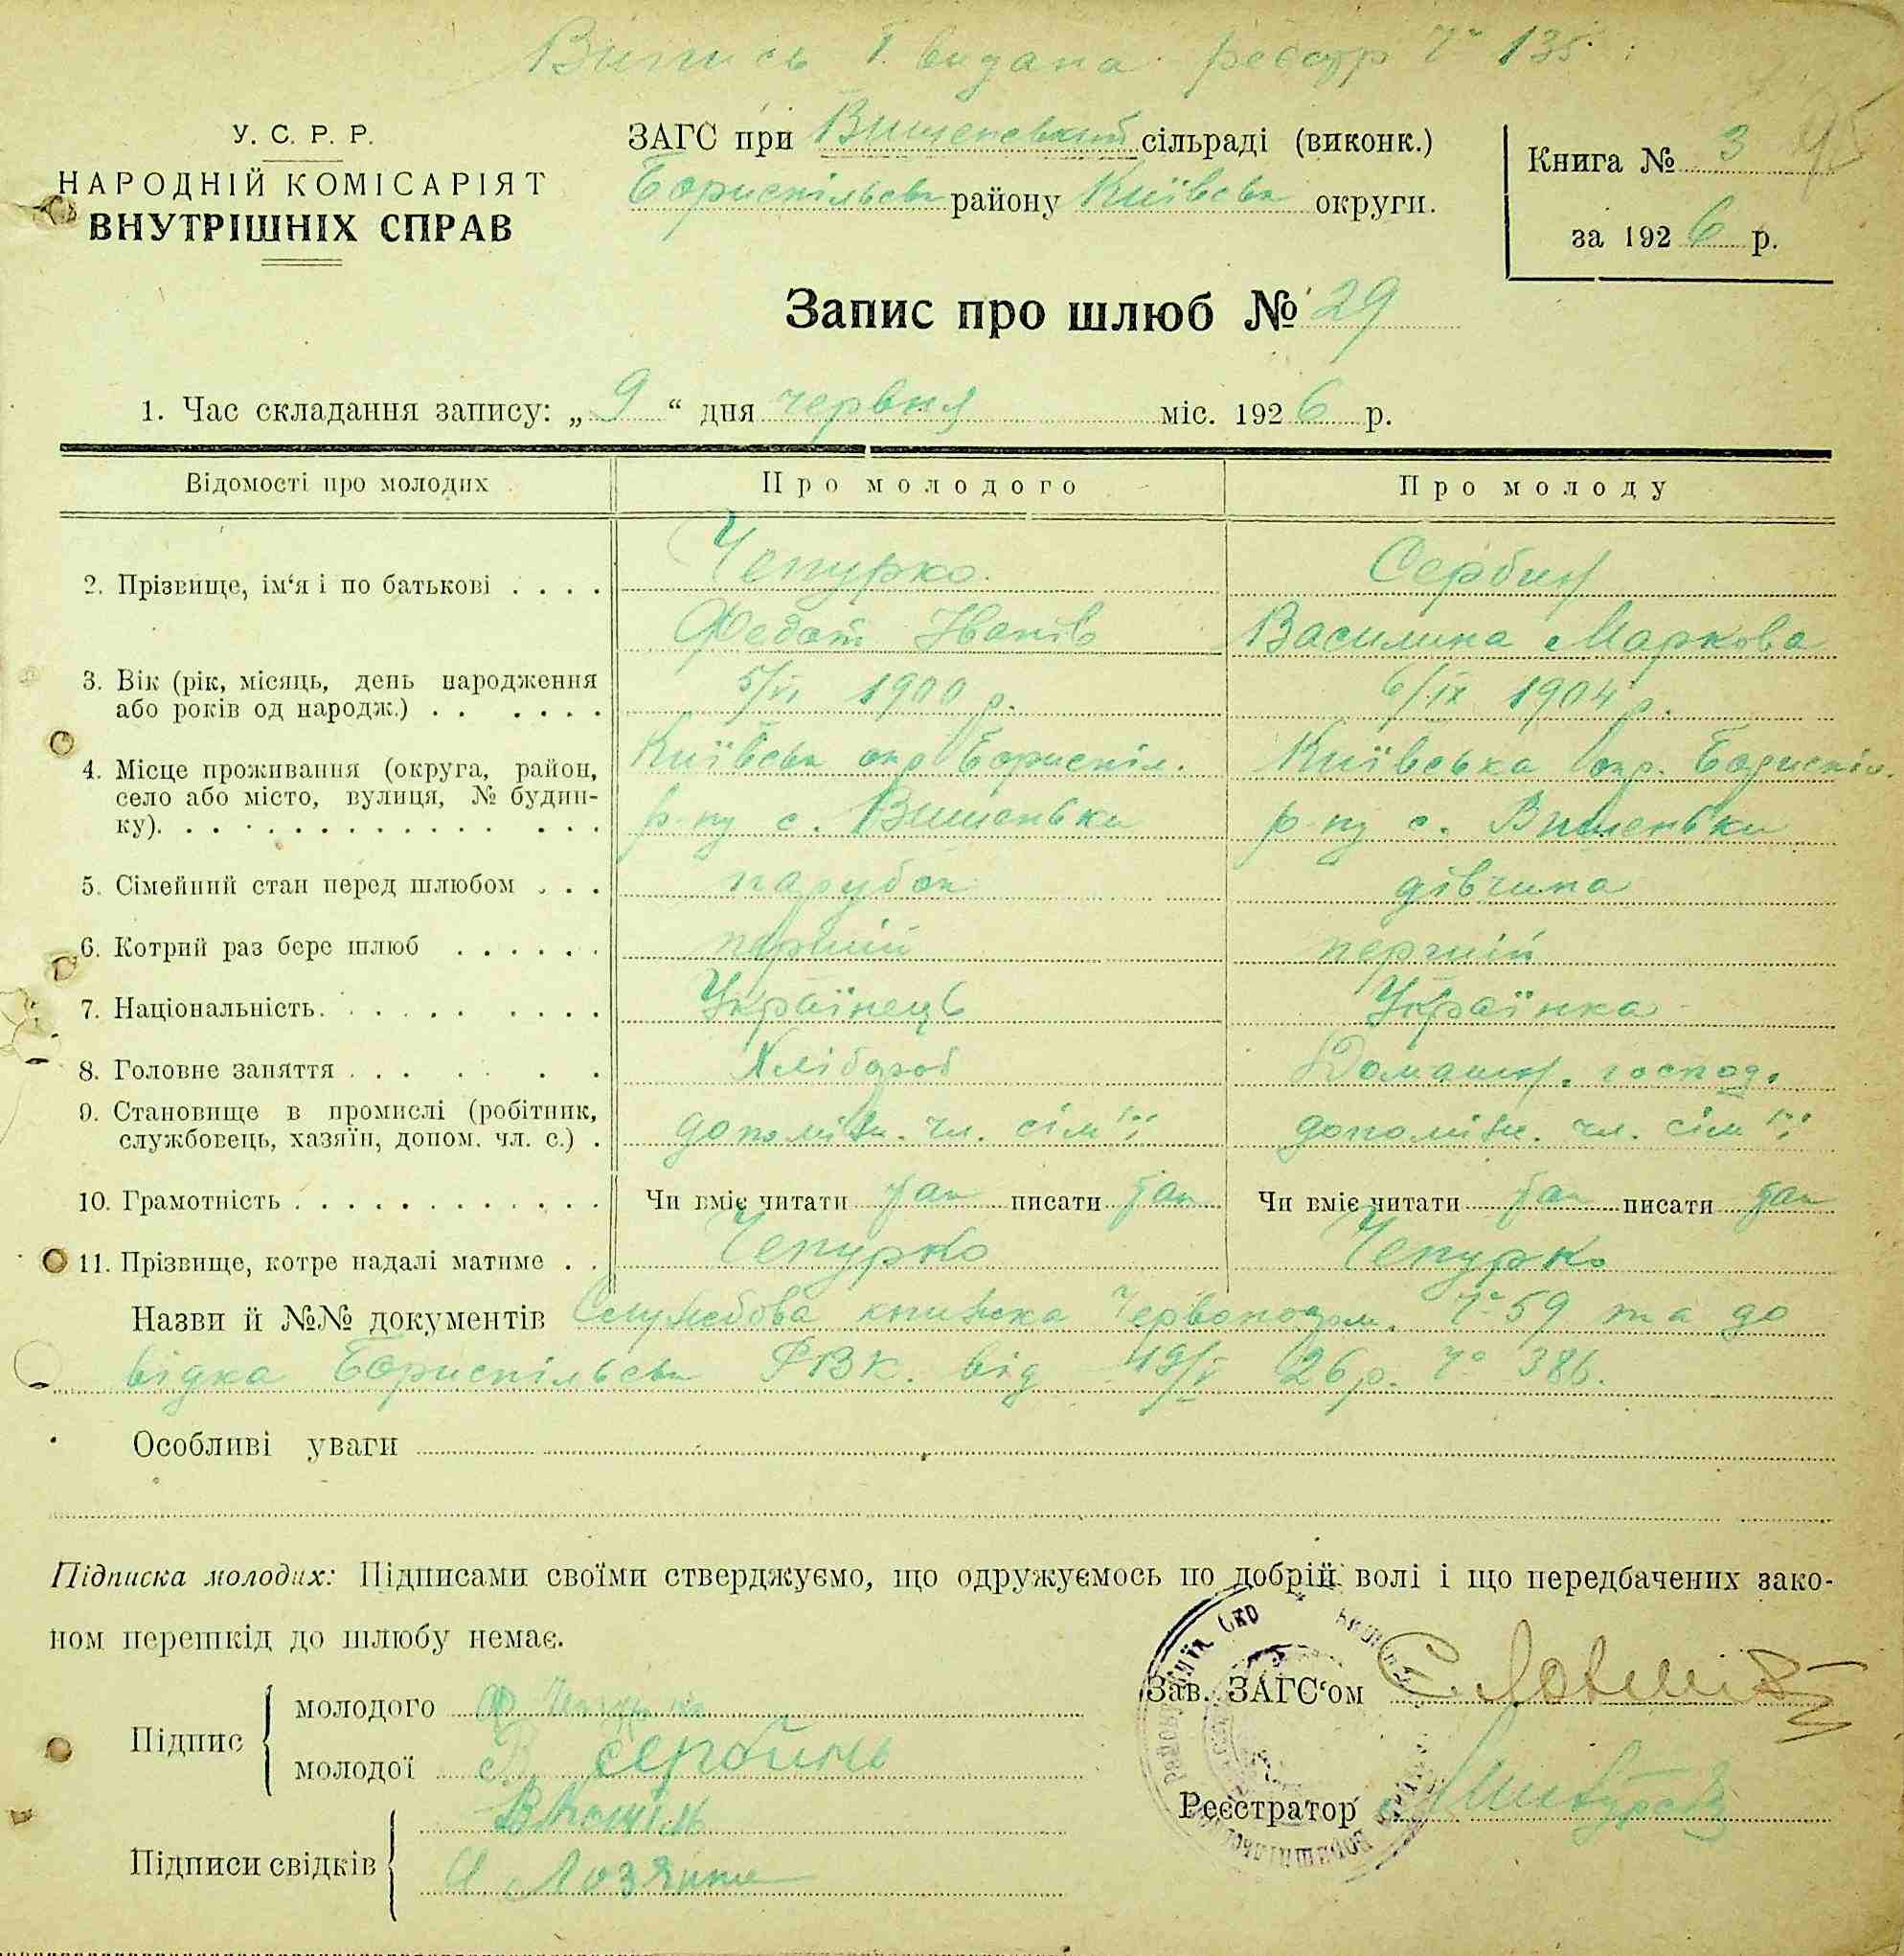 Випись І видана реєстр № 135
У. С. Р. Р.
НАРОДНІЙ КОМІСАРІЯТ
ВНУТРІШНІХ СПРАВ
ЗАГС при Вишенський сільраді (виконк.)
Бориспільськ району Київськ округи.
Книга № 3
за 1926 р.
Запис про шлюб № 29
1. Час складання запису: „9“ дня червня міс. 1926 р.
Відомості про молодих Про молодого Про молоду
2. Прізвище, ім‘я і по батькові . . . . Чепурко Сербин
Федот Іванів Василина Маркова
3. Вік (рік, місяць, день народження 5/VI 1900 р. 6/IX 1904 р.
або років од народж.) . . . . . .
4. Місце проживання (округа, район, Київськ окр Бориспіл. Київська окр. Бориспіл.
село або місто, вулиця, № будин-
ку). р-ну с. Вишеньки р-ну с. Вишеньки
5. Сімейний стан перед шлюбом . . . парубок дівчина
6. Котрий раз бере шлюб . . . . . . перший перший
7. Національність. Українець Українка
8. Головне заняття . . . Хлібороб Домашн. господ.
9. Становище в промислі (робітник,
службовець, хазяїн, допом. чл. с.) . допоміжн. чл. сім'ї допоміжн. чл. сім'ї
10. Грамотність . . . Чи вміє читати так писати так Чи вміє читати так писати так
11. Прізвище, котре надалі матиме . . Чепурко Чепурко
Назви й №№ документів Службова книжка № 59 та до
відка Бориспільськ РВК. від 19/V 26 р. № 386.
Особливі уваги
Підписка молодих: Підписами своїми стверджуємо, що одружуємось по добрій волі і що передбачених зако-
ном перешкід до шлюбу немає.
Підпис
молодого Ф Чепурко
молодої В Сербинь
Підписи свідків
Зав. ЗАГС‘ом
Реєстратор